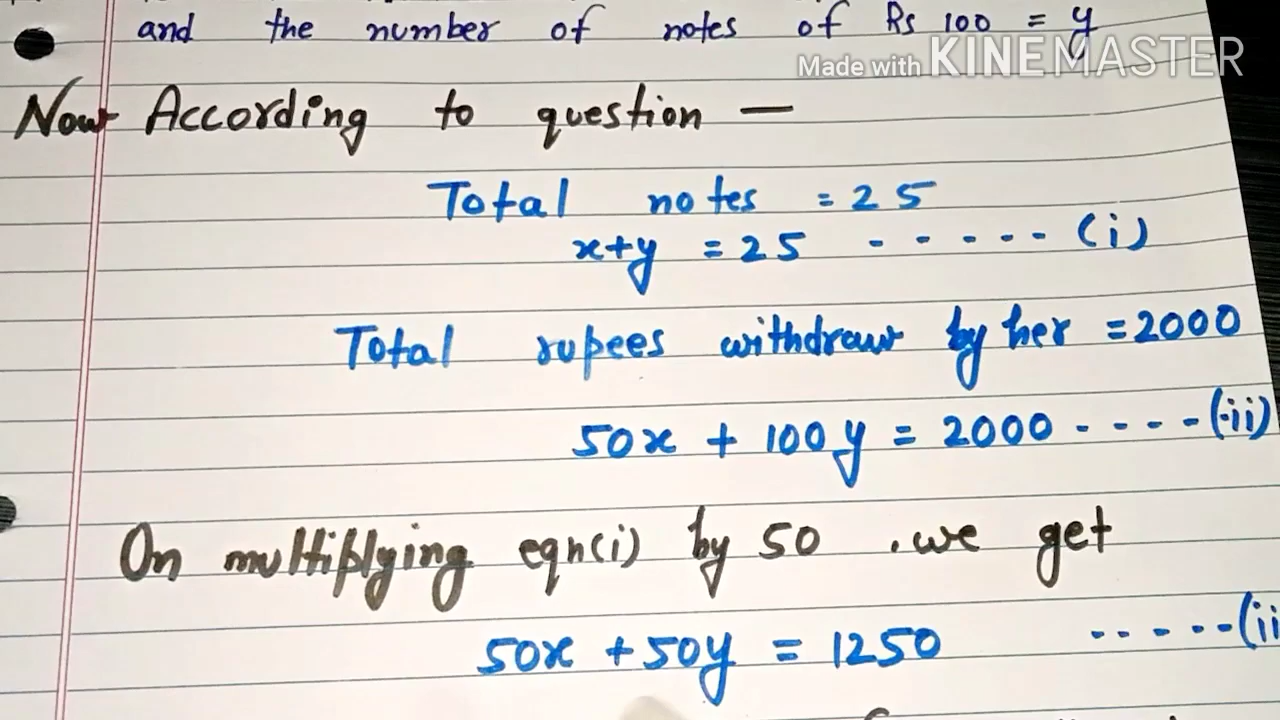 and the number of notes of Rs 100 = y
Made with KINEMASTER
Now According to question —
Total notes = 25
x+y = 25 - - - - - - (i)
Total rupees withdraw by her = 2000
50x + 100y = 2000 - - - - (ii)
On multiplying eqn(i) by 50 , we get
50x + 50y = 1250 - - - - - (ii